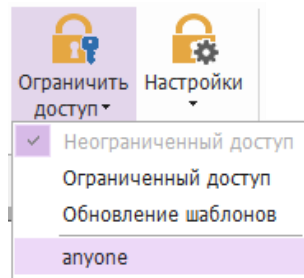 Ограничить Настройки
доступ
Неограниченный доступ
Ограниченный доступ
Обновление шаблонов
anyone